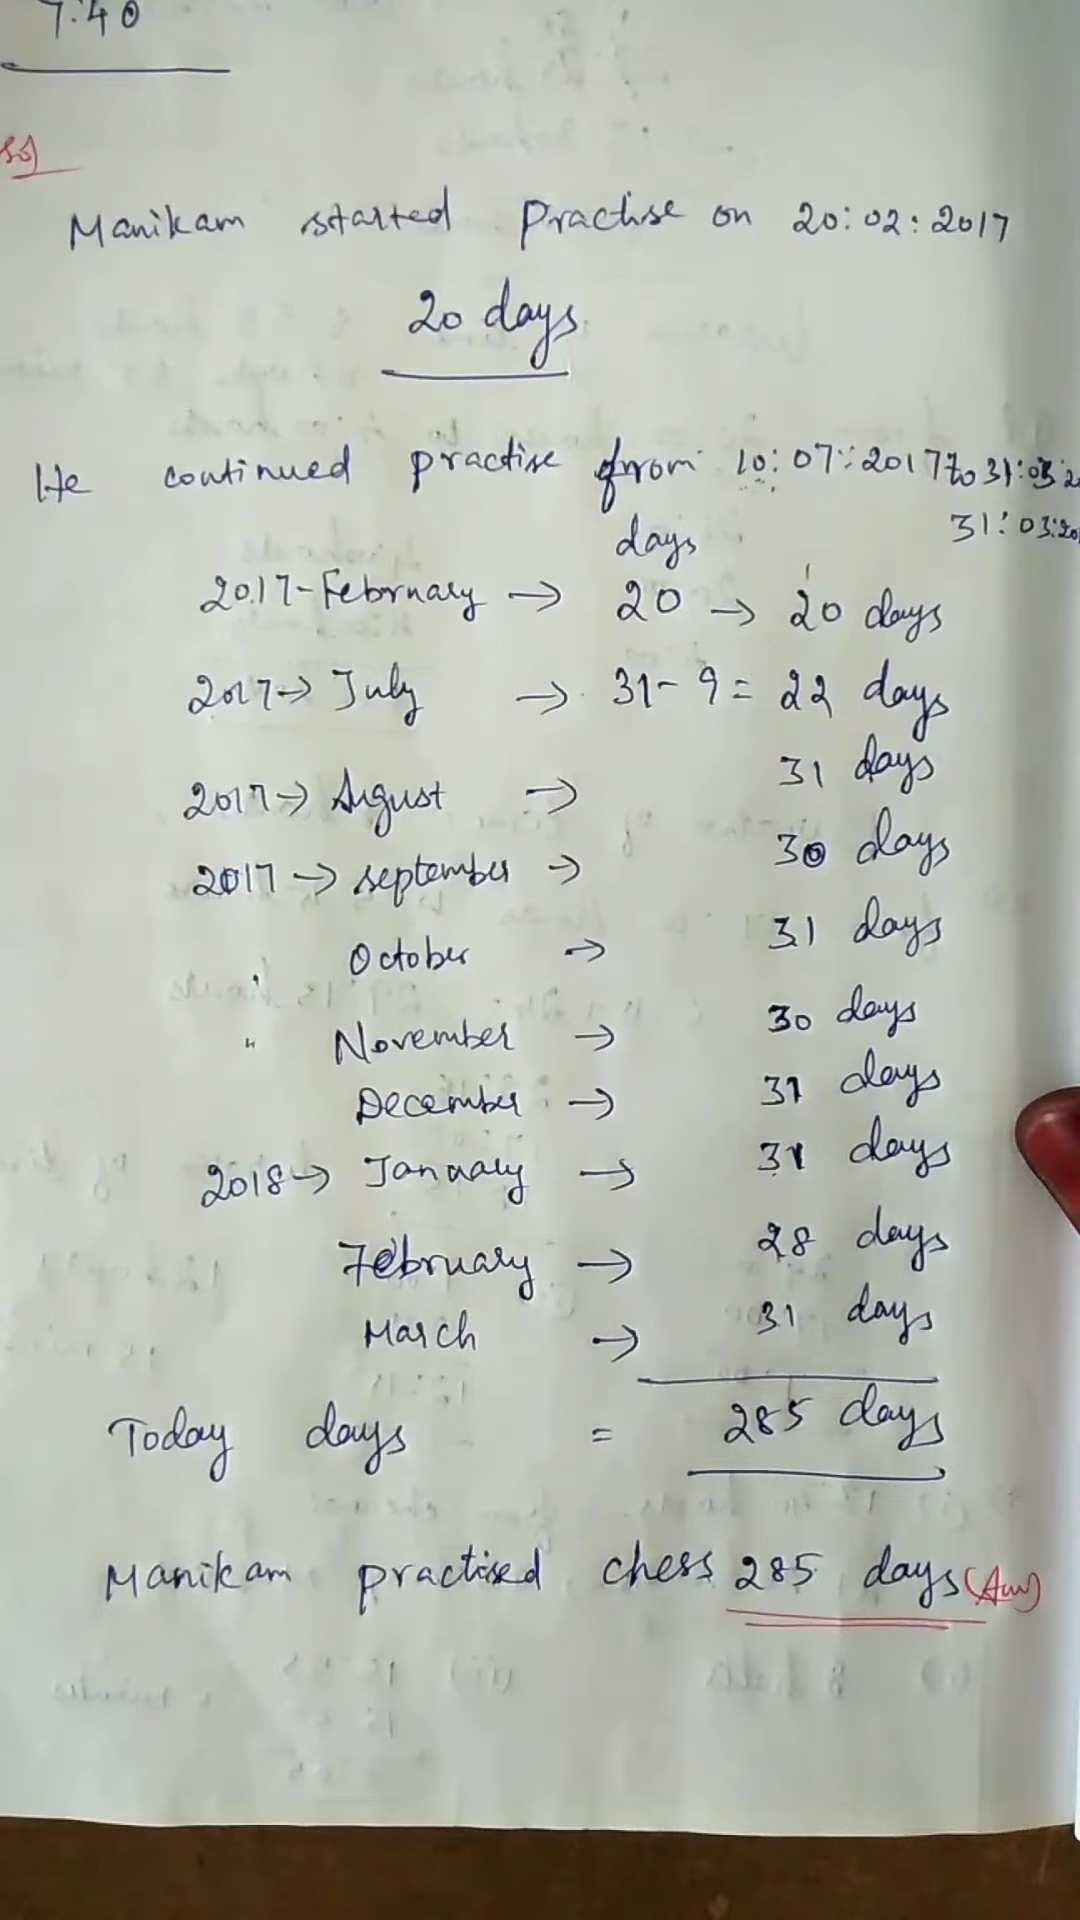 7.40
Manikam started Practise on 20:02:2017
20 days
He continued practise from 10:07:2017 to 31:03:2
31:03:20
days
2017-February → 20 → 20 days
2017→ July → 31-9= 22 days
2017→ August → 31 days
2017→ september → 30 days
" October → 31 days
" November → 30 days
December → 31 days
2018→ January → 31 days
February → 28 days
March → 31 days
Today days = 285 days
Manikam practised chess 285 days (Ans)